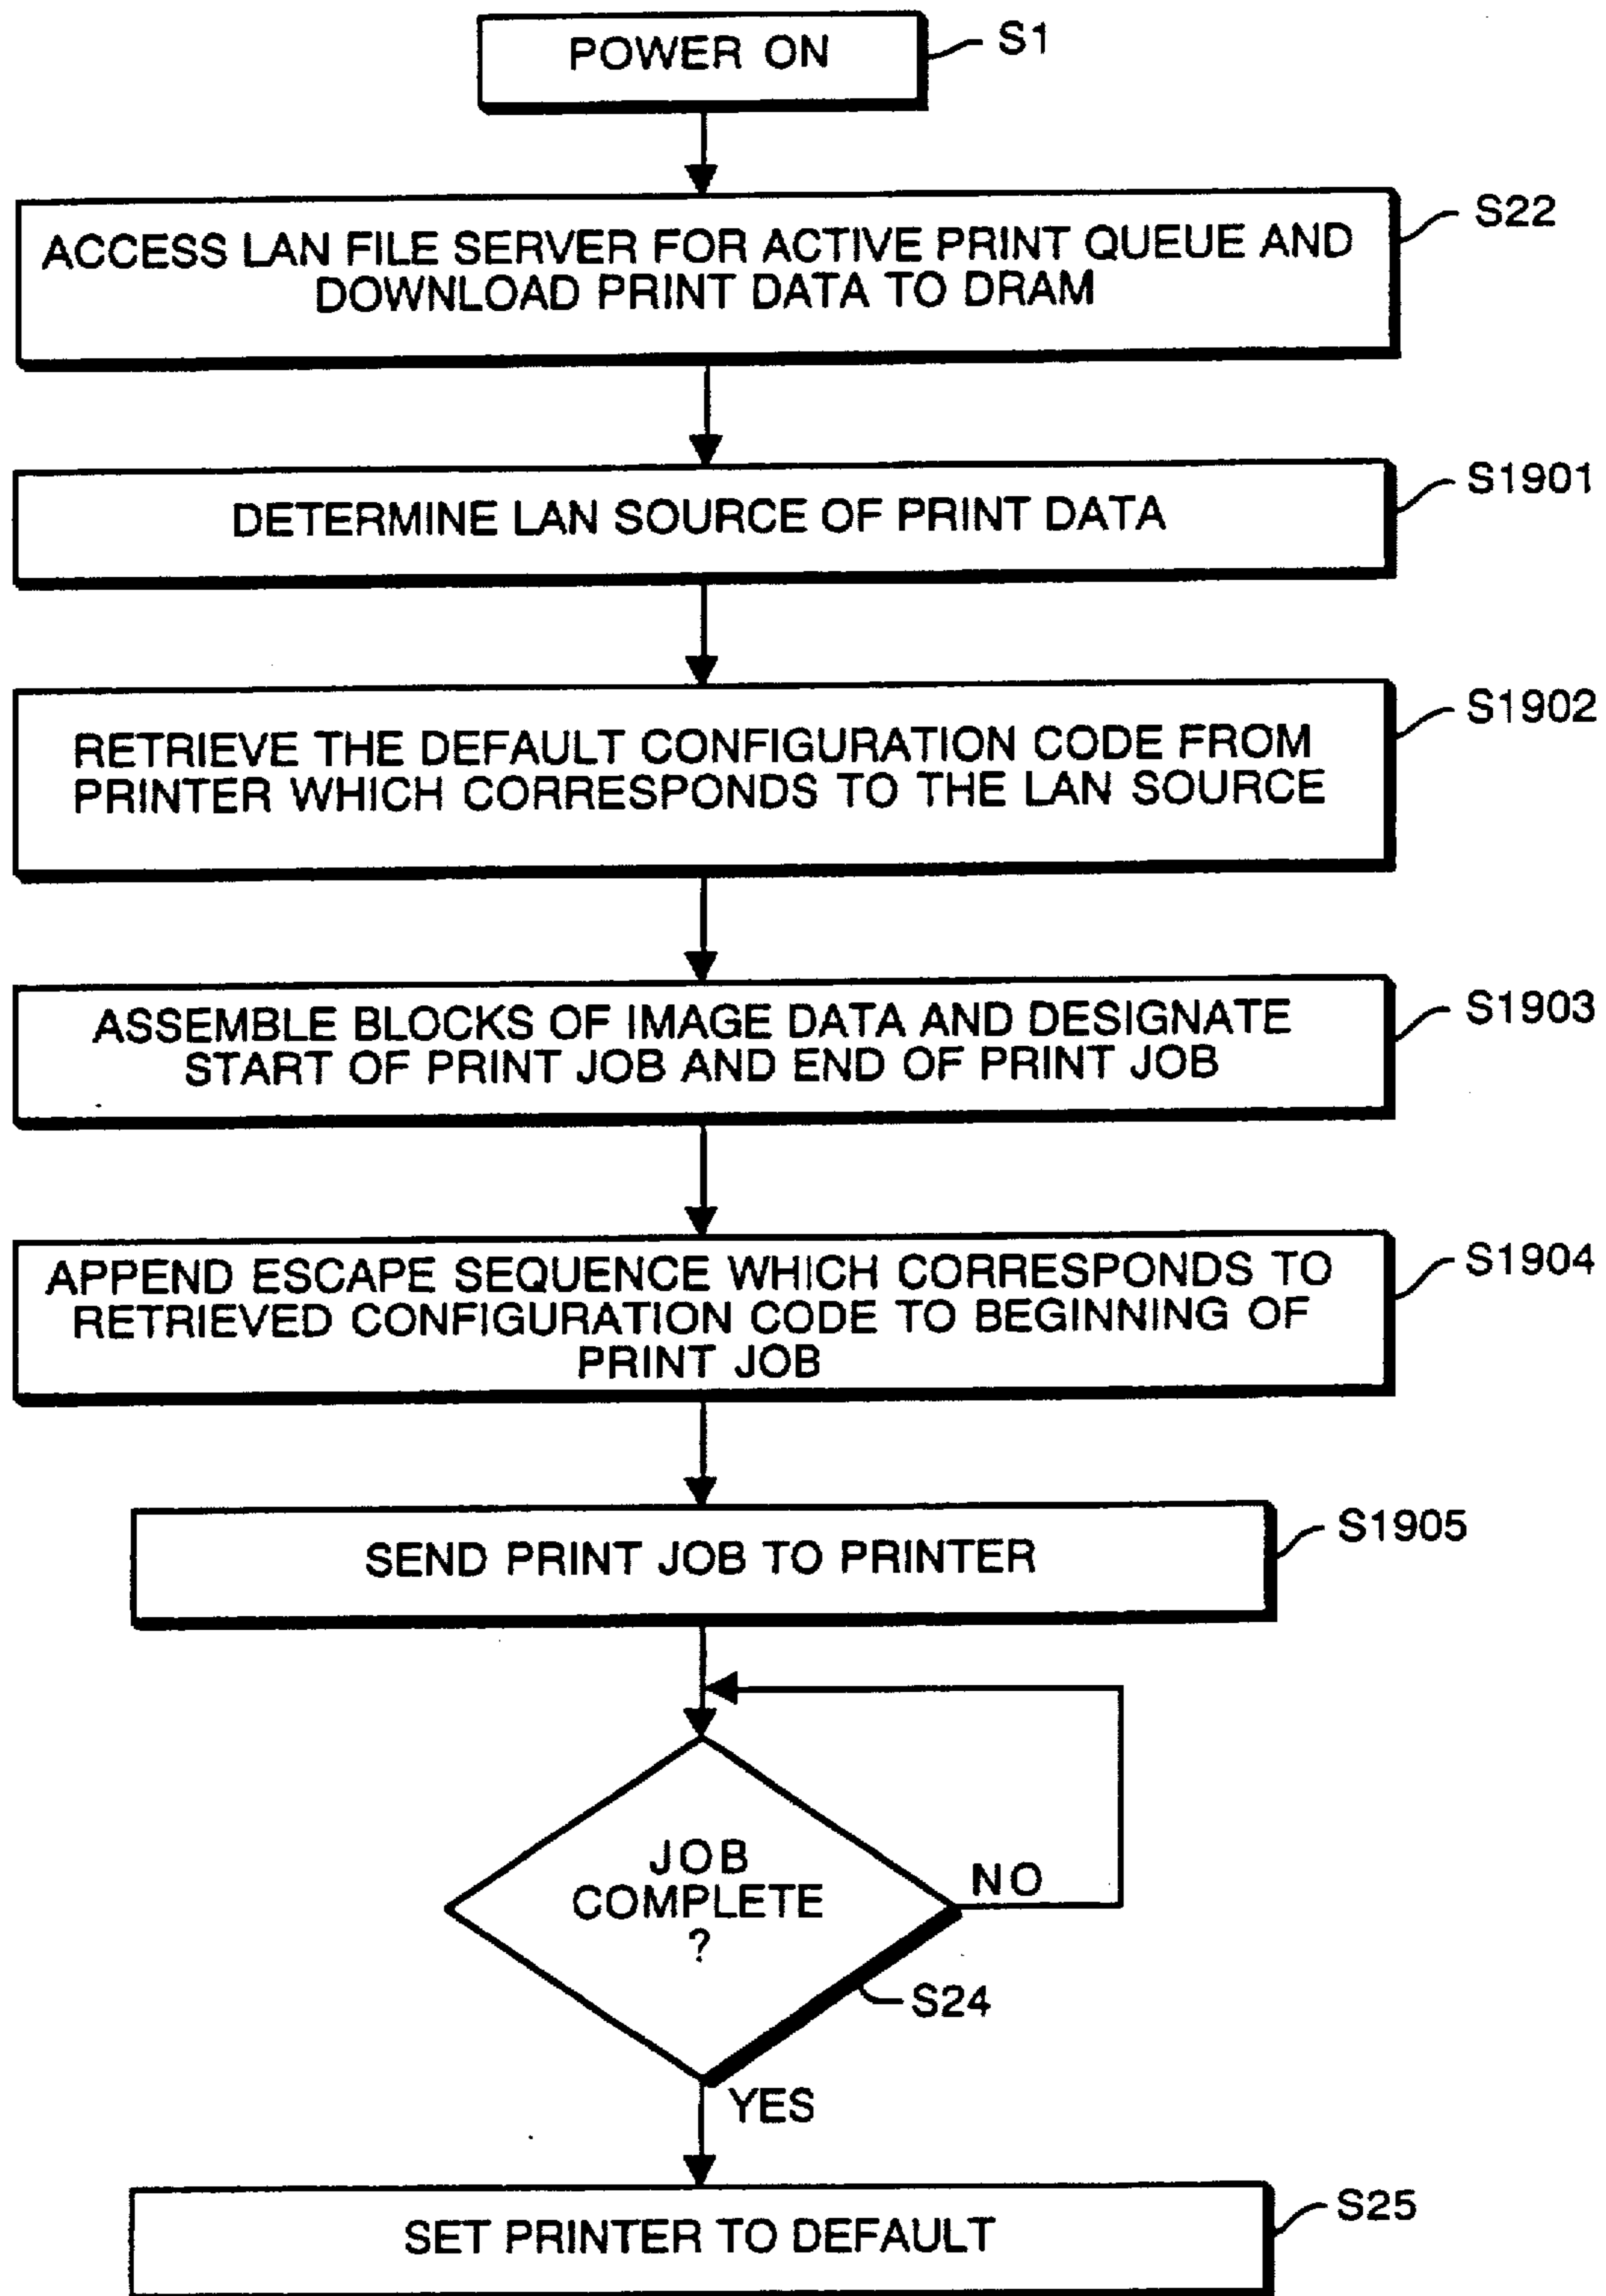 POWER ON
S1
ACCESS LAN FILE SERVER FOR ACTIVE PRINT QUEUE AND
DOWNLOAD PRINT DATA TO DRAM
S22
DETERMINE LAN SOURCE OF PRINT DATA
S1901
RETRIEVE THE DEFAULT CONFIGURATION CODE FROM
PRINTER WHICH CORRESPONDS TO THE LAN SOURCE
S1902
ASSEMBLE BLOCKS OF IMAGE DATA AND DESIGNATE
START OF PRINT JOB AND END OF PRINT JOB
S1903
APPEND ESCAPE SEQUENCE WHICH CORRESPONDS TO
RETRIEVED CONFIGURATION CODE TO BEGINNING OF
PRINT JOB
S1904
SEND PRINT JOB TO PRINTER
S1905
JOB
COMPLETE
?
NO
S24
YES
SET PRINTER TO DEFAULT
S25